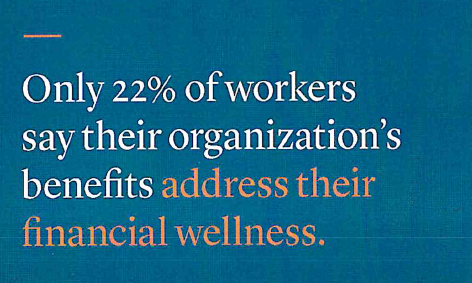 Only 22% of workers
say their organization's
benefits address their
financial wellness.